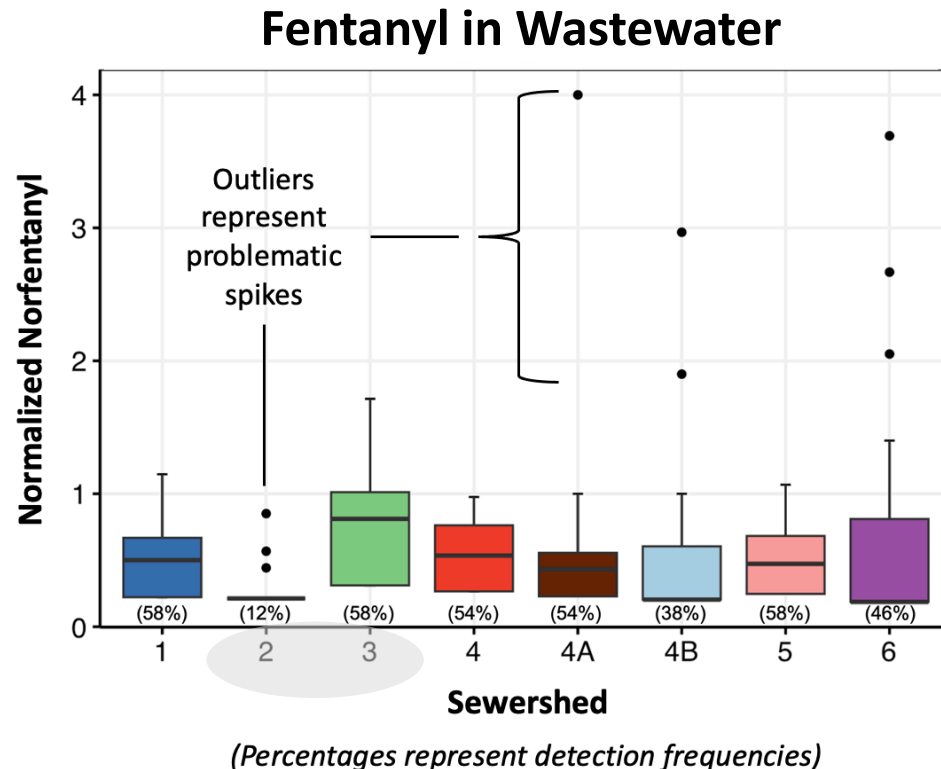 Fentanyl in Wastewater
Normalized Norfentanyl
4
3
2
1
0
Outliers
represent
problematic
spikes
(58%) (12%) (58%) (54%) (54%) (38%) (58%) (46%)
1 2 3 4 4A 4B 5 6
Sewershed
(Percentages represent detection frequencies)